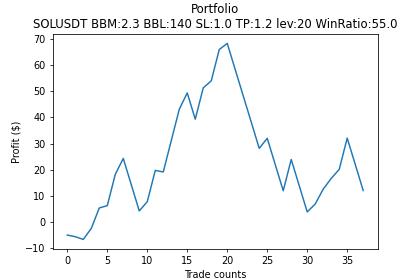 Portfolio
SOLUSDT BBM:2.3 BBL:140 SL:1.0 TP:1.2 lev:20 WinRatio:55.0
70
60
50
40
30
20
10
0
−10
Profit ($)
0 5 10 15 20 25 30 35
Trade counts